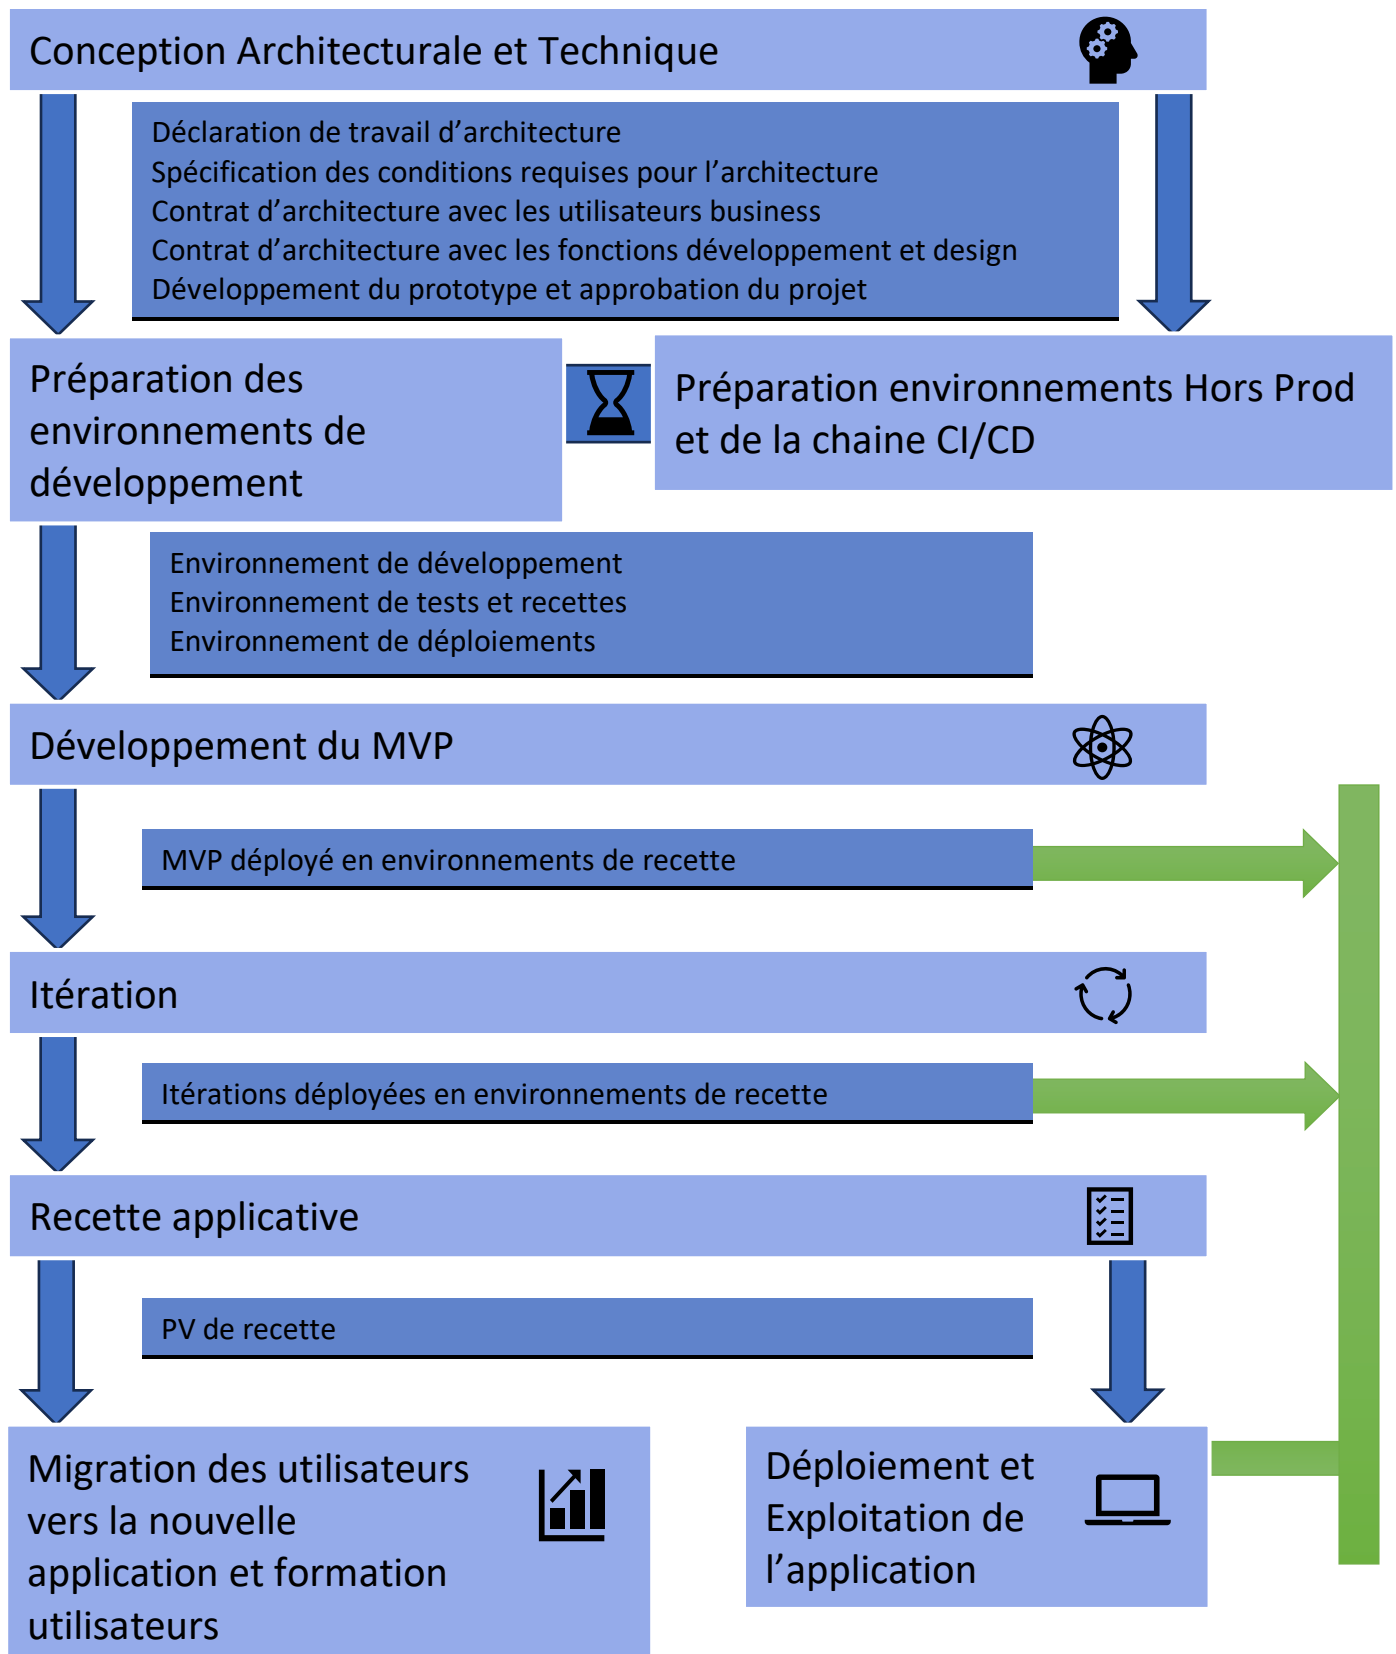 Conception Architecturale et Technique
Déclaration de travail d’architecture
Spécification des conditions requises pour l’architecture
Contrat d’architecture avec les utilisateurs business
Contrat d’architecture avec les fonctions développement et design
Développement du prototype et approbation du projet
Préparation des
environnements de
développement
Préparation environnements Hors Prod
et de la chaine CI/CD
Environnement de développement
Environnement de tests et recettes
Environnement de déploiements
Développement du MVP
MVP déployé en environnements de recette
Itération
Itérations déployées en environnements de recette
Recette applicative
PV de recette
Migration des utilisateurs
vers la nouvelle
application et formation
utilisateurs
Déploiement et
Exploitation de
l’application